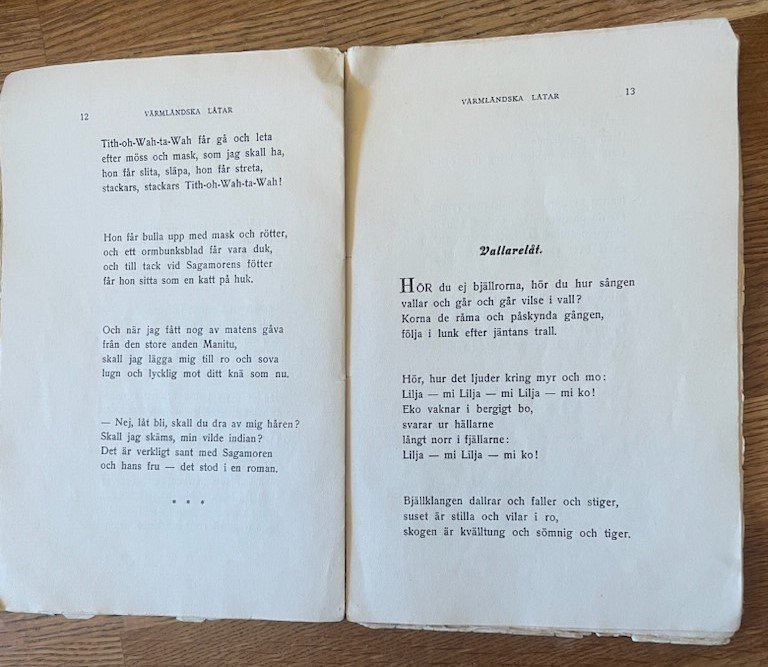 12
VÄRMLÄNDSKA LÅTAR
Tith-oh-Wah-ta-Wah får gå och leta
efter möss och mask, som jag skall ha,
hon får slita, släpa, hon får streta,
stackars, stackars Tith-oh-Wah-ta-Wah!
Hon får bulla upp med mask och rötter,
och ett ormbunksblad får vara duk,
och till tack vid Sagamorens fötter
får hon sitta som en katt på huk.
Och när jag fått nog av matens gåva
från den store anden Manitu,
skall jag lägga mig till ro och sova
lugn och lycklig mot ditt knä som nu.
— Nej, låt bli, skall du dra av mig håren?
Skall jag skäms, min vilde indian?
Det är verkligt sant med Sagamoren
och hans fru — det stod i en roman.
* * *
VÄRMLÄNDSKA LÅTAR
13
Vallarelåt.
HÖR du ej bjällrorna, hör du hur sången
vallar och går och går vilse i vall?
Korna de råma och påskynda gången,
följa i lunk efter jäntans trall.
Hör, hur det ljuder kring myr och mo:
Lilja — mi Lilja — mi Lilja — mi ko!
Eko vaknar i bergigt bo,
svarar ur hällarne
långt norr i fjällarne:
Lilja — mi Lilja — mi ko!
Bjällklangen dallrar och faller och stiger,
suset är stilla och vilar i ro,
skogen är kvälltung och sömnig och tiger.